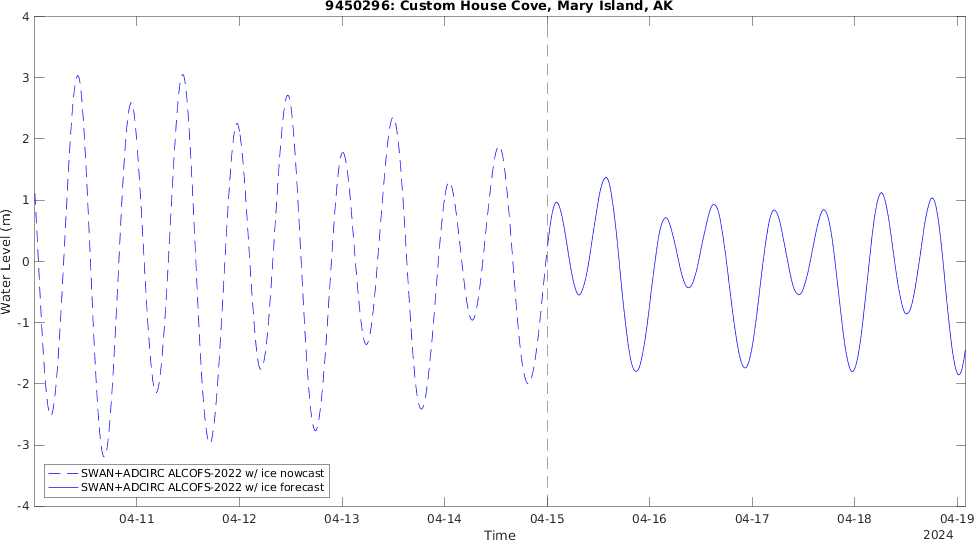 9450296: Custom House Cove, Mary Island, AK
Water Level (m)
4
3
2
1
0
-1
-2
-3
-4
SWAN+ADCIRC ALCOFS-2022 w/ ice nowcast
SWAN+ADCIRC ALCOFS-2022 w/ ice forecast
04-11 04-12 04-13 04-14 04-15 04-16 04-17 04-18 04-19
Time
2024